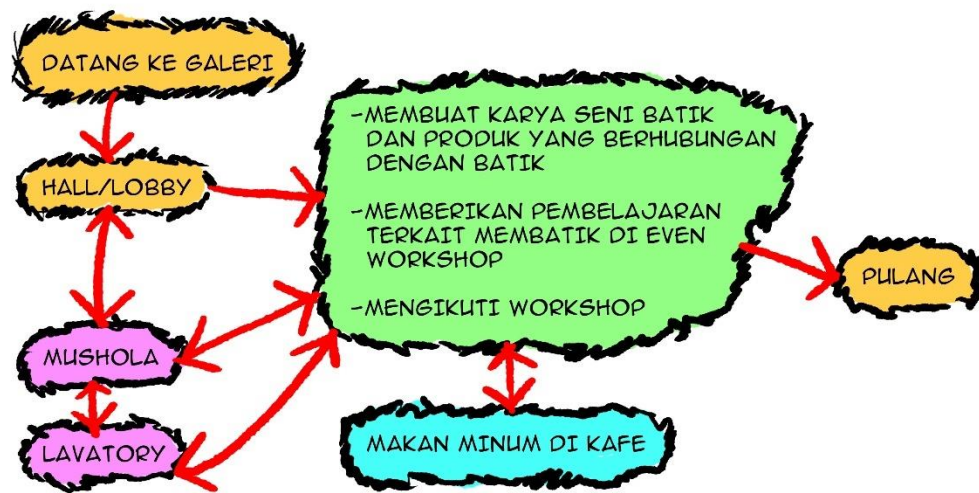 DATANG KE GALERI
HALL/LOBBY
MUSHOLA
LAVATORY
-MEMBUAT KARYA SENI BATIK
DAN PRODUK YANG BERHUBUNGAN
DENGAN BATIK
-MEMBERIKAN PEMBELAJARAN
TERKAIT MEMBATIK DI EVEN
WORKSHOP
-MENGIKUTI WORKSHOP
MAKAN MINUM DI KAFE
PULANG